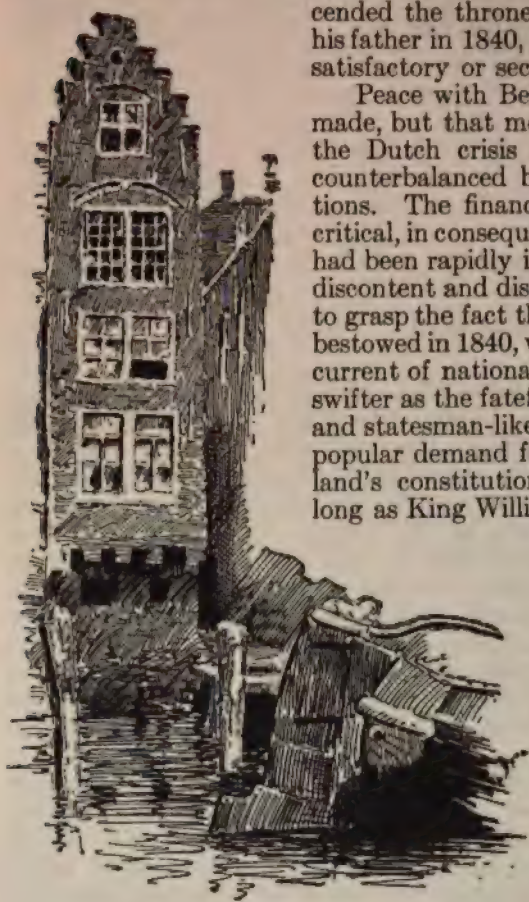 cended the throne
his father in 1840,
satisfactory or sec
Peace with Be
made, but that m
the Dutch crisis
counterbalanced b
tions. The financ
critical, in consequ
had been rapidly i
discontent and dis
to grasp the fact th
bestowed in 1840, v
current of nationa
swifter as the fatef
and statesman-like
popular demand f
land's constitution
long as King Willi